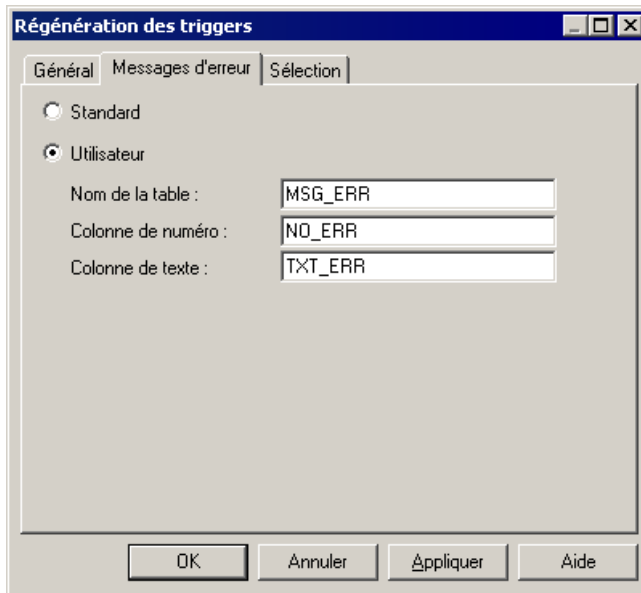 Régénération des triggers
Général Messages d'erreur Sélection
Standard
Utilisateur
Nom de la table : MSG_ERR
Colonne de numéro : NO_ERR
Colonne de texte : TXT_ERR
OK Annuler Appliquer Aide